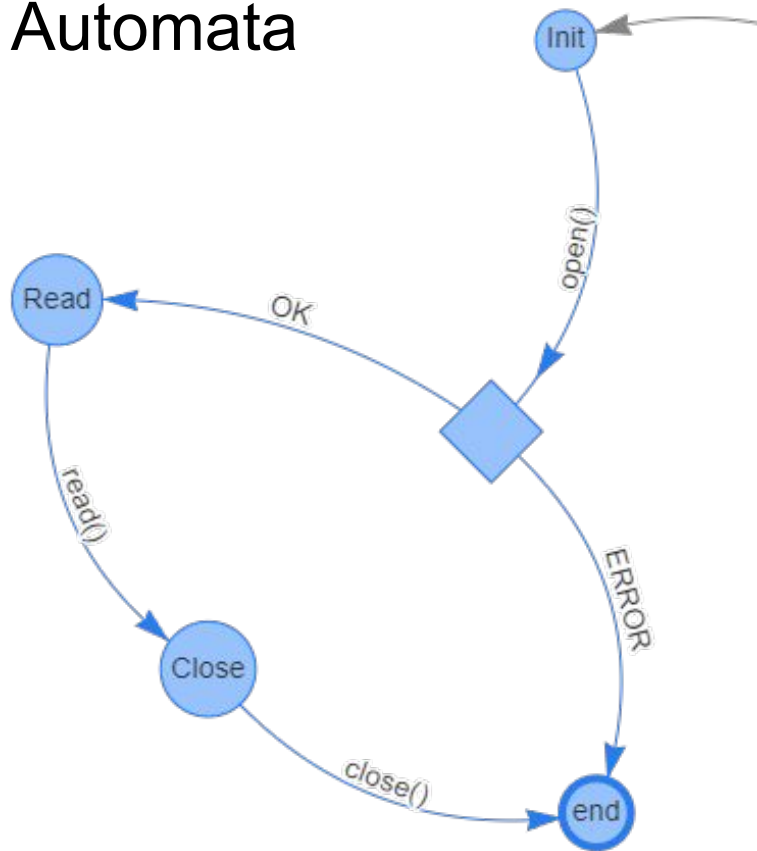 Automata
Init
open()
Read
OK
read()
ERROR
Close
close()
end